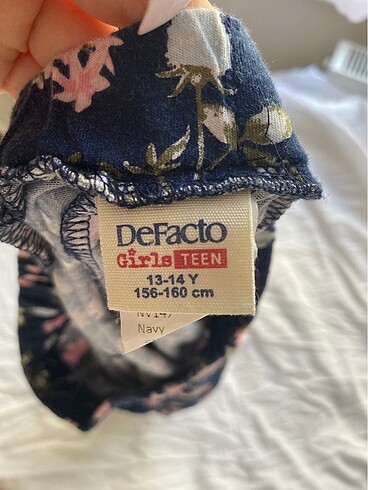 DeFacto
Girls TEEN
13-14 Y
156-160 cm
Navy